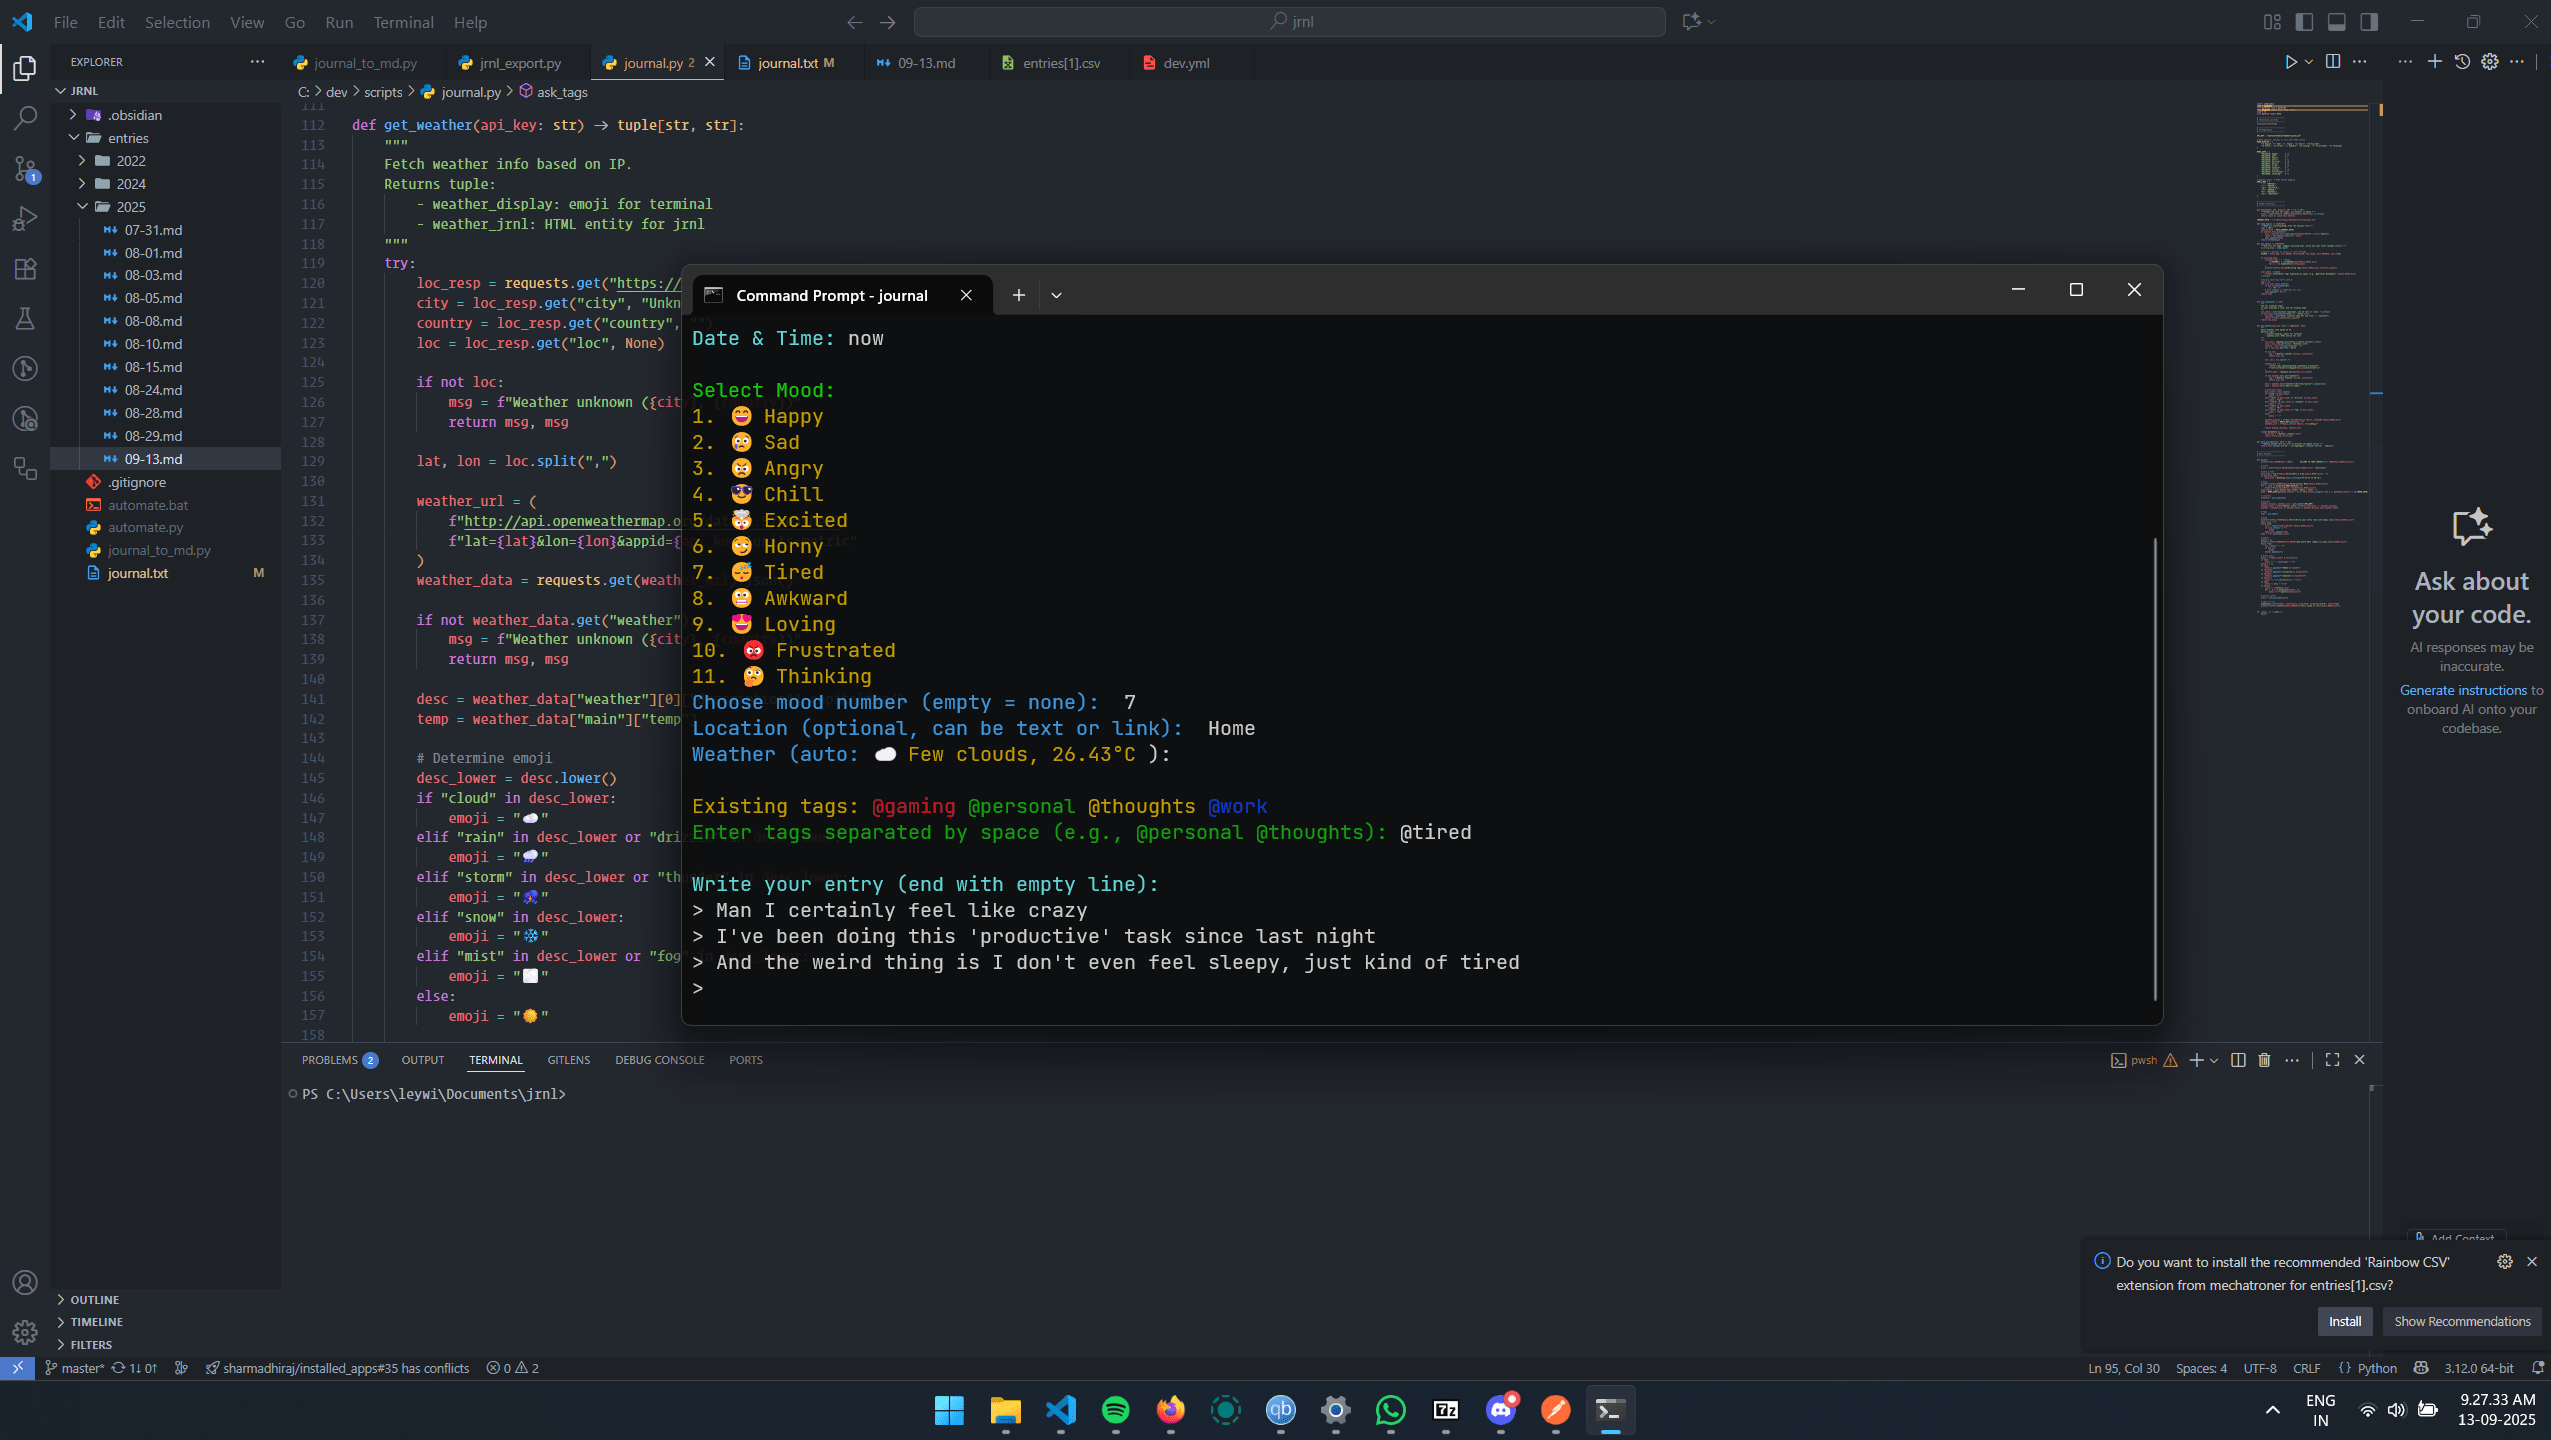 File Edit Selection View Go Run Terminal Help
jrnl
EXPLORER
journal_to_md.py
jrnl_export.py
journal.py 2
journal.txt M
09-13.md
entries[1].csv
dev.yml
C: > dev > scripts > journal.py > ask_tags
JRNL
.obsidian
entries
2022
2024
2025
07-31.md
08-01.md
08-03.md
08-05.md
08-08.md
08-10.md
08-15.md
08-24.md
08-28.md
08-29.md
09-13.md
.gitignore
automate.bat
automate.py
journal_to_md.py
journal.txt M
OUTLINE
TIMELINE
FILTERS
111
112 def get_weather(api_key: str) -> tuple[str, str]:
113 """
114 Fetch weather info based on IP.
115 Returns tuple:
116 - weather_display: emoji for terminal
117 - weather_jrnl: HTML entity for jrnl
118 """
119 try:
120 loc_resp = requests.get("https://
121 city = loc_resp.get("city", "Unkn
122 country = loc_resp.get("country", "")
123 loc = loc_resp.get("loc", None)
124
125 if not loc:
126 msg = f"Weather unknown ({city
127 return msg, msg
128
129 lat, lon = loc.split(",")
130
131 weather_url = (
132 f"http://api.openweathermap.o
133 f"lat={lat}&lon={lon}&appid={
134 )
135 weather_data = requests.get(weath
136
137 if not weather_data.get("weather"
138 msg = f"Weather unknown ({city
139 return msg, msg
140
141 desc = weather_data["weather"][0]
142 temp = weather_data["main"]["temp"]
143
144 # Determine emoji
145 desc_lower = desc.lower()
146 if "cloud" in desc_lower:
147 emoji = "☁️"
148 elif "rain" in desc_lower or "dri
149 emoji = "🌧️"
150 elif "storm" in desc_lower or "th
151 emoji = "🌩️"
152 elif "snow" in desc_lower:
153 emoji = "❄️"
154 elif "mist" in desc_lower or "fog"
155 emoji = "🌫️"
156 else:
157 emoji = "☀️"
158
Command Prompt - journal
Date & Time: now
Select Mood:
1. 😄 Happy
2. 😢 Sad
3. 😠 Angry
4. 😎 Chill
5. 🤯 Excited
6. 😏 Horny
7. 😴 Tired
8. 😬 Awkward
9. 😍 Loving
10. 😡 Frustrated
11. 🤔 Thinking
Choose mood number (empty = none): 7
Location (optional, can be text or link): Home
Weather (auto: ☁️ Few clouds, 26.43°C ):
Existing tags: @gaming @personal @thoughts @work
Enter tags separated by space (e.g., @personal @thoughts): @tired
Write your entry (end with empty line):
> Man I certainly feel like crazy
> I've been doing this 'productive' task since last night
> And the weird thing is I don't even feel sleepy, just kind of tired
>
Ask about
your code.
AI responses may be
inaccurate.
Generate instructions to
onboard AI onto your
codebase.
Add Context
PROBLEMS 2 OUTPUT TERMINAL GITLENS DEBUG CONSOLE PORTS
pwsh
PS C:\Users\leywi\Documents\jrnl>
Do you want to install the recommended 'Rainbow CSV'
extension from mechatroner for entries[1].csv?
Install Show Recommendations
master* 1↓ 0↑ sharmadhiraj/installed_apps#35 has conflicts 0 2
Ln 95, Col 30 Spaces: 4 UTF-8 CRLF {} Python 3.12.0 64-bit
1
qb
7z
ENG
IN
9.27.33 AM
13-09-2025